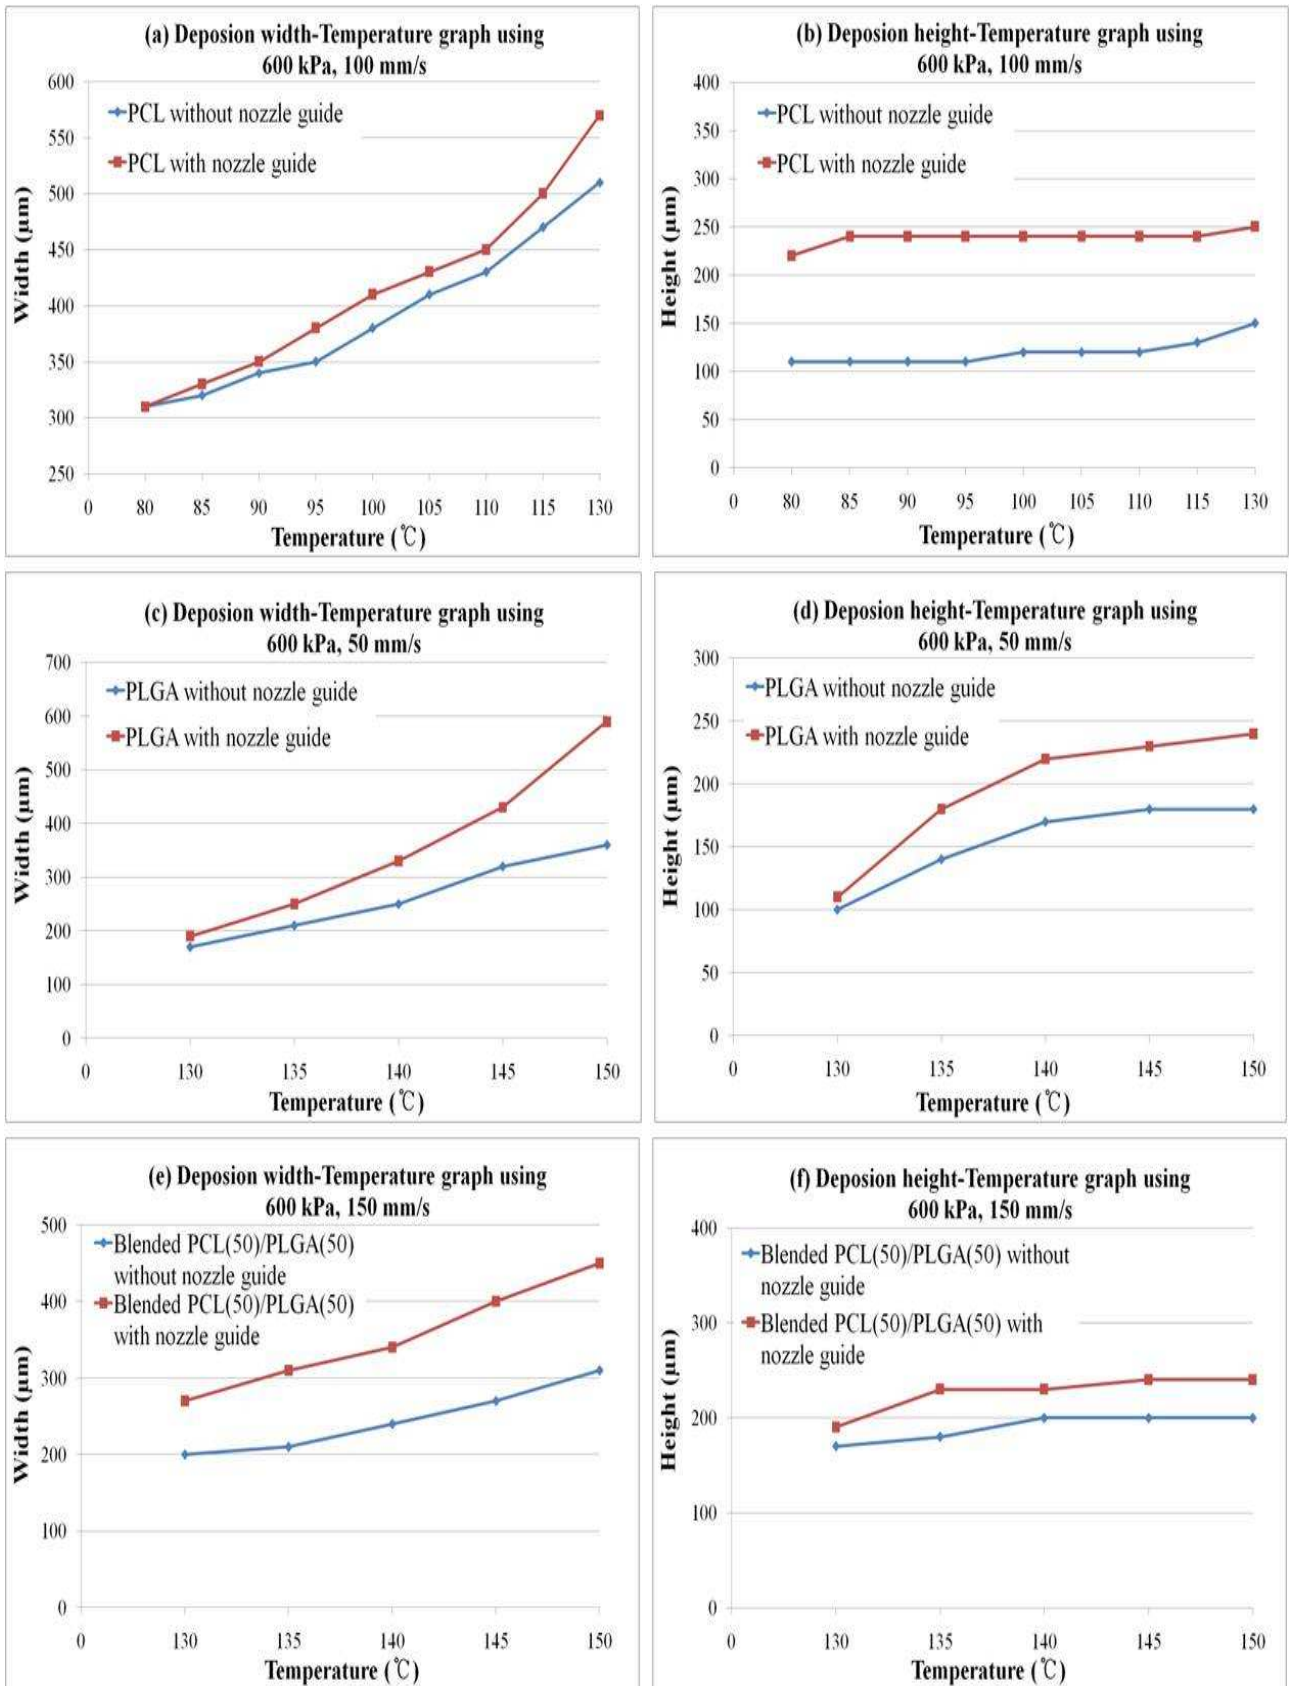 (a) Deposion width-Temperature graph using
600 kPa, 100 mm/s
600
550
500
450
400
350
300
250
PCL without nozzle guide
PCL with nozzle guide
Width (μm)
0 80 85 90 95 100 105 110 115 130
Temperature (℃)
(b) Deposion height-Temperature graph using
600 kPa, 100 mm/s
400
350
300
250
200
150
100
50
0
PCL without nozzle guide
PCL with nozzle guide
Height (μm)
0 80 85 90 95 100 105 110 115 130
Temperature (℃)
(c) Deposion width-Temperature graph using
600 kPa, 50 mm/s
700
600
500
400
300
200
100
0
PLGA without nozzle guide
PLGA with nozzle guide
Width (μm)
0 130 135 140 145 150
Temperature (℃)
(d) Deposion height-Temperature graph using
600 kPa, 50 mm/s
300
250
200
150
100
50
0
PLGA without nozzle guide
PLGA with nozzle guide
Height (μm)
0 130 135 140 145 150
Temperature (℃)
(e) Deposion width-Temperature graph using
600 kPa, 150 mm/s
500
400
300
200
100
0
Blended PCL(50)/PLGA(50)
without nozzle guide
Blended PCL(50)/PLGA(50)
with nozzle guide
Width (μm)
0 130 135 140 145 150
Temperature (℃)
(f) Deposion height-Temperature graph using
600 kPa, 150 mm/s
400
300
200
100
0
Blended PCL(50)/PLGA(50) without
nozzle guide
Blended PCL(50)/PLGA(50) with
nozzle guide
Height (μm)
0 130 135 140 145 150
Temperature (℃)